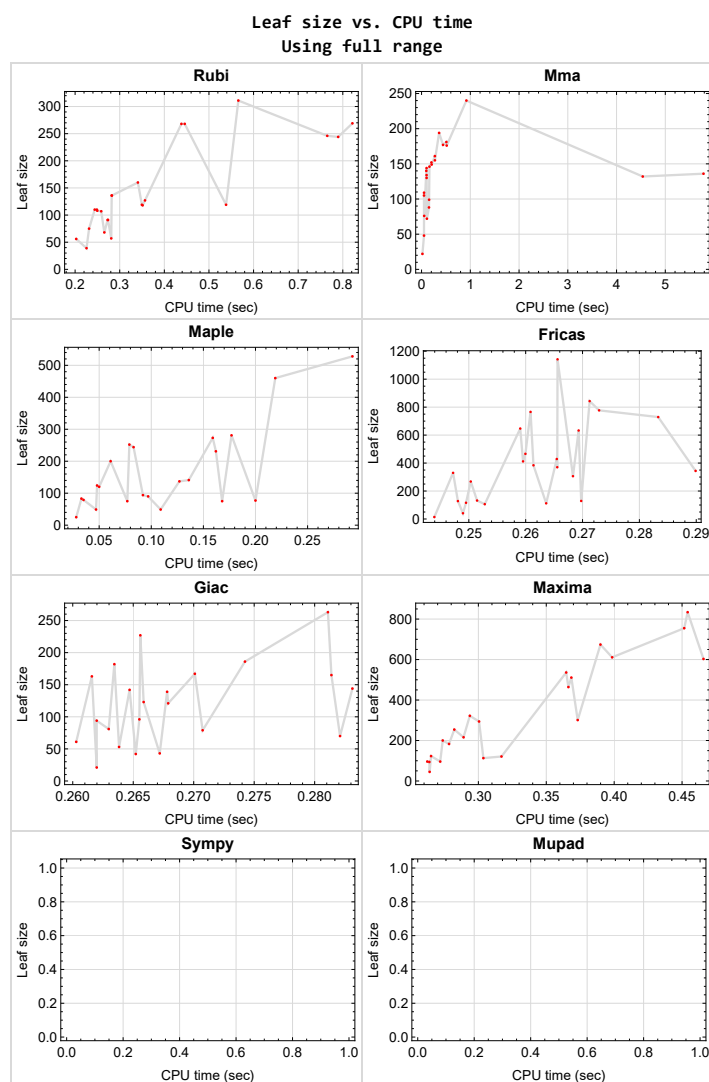 Leaf size vs. CPU time
Using full range
Rubi
Leaf size
300
250
200
150
100
50
0
0.2 0.3 0.4 0.5 0.6 0.7 0.8
CPU time (sec)
Mma
Leaf size
250
200
150
100
50
0
0 1 2 3 4 5
CPU time (sec)
Maple
Leaf size
500
400
300
200
100
0
0.05 0.10 0.15 0.20 0.25
CPU time (sec)
Fricas
Leaf size
1200
1000
800
600
400
200
0
0.25 0.26 0.27 0.28 0.29
CPU time (sec)
Giac
Leaf size
250
200
150
100
50
0
0.260 0.265 0.270 0.275 0.280
CPU time (sec)
Maxima
Leaf size
800
600
400
200
0
0.30 0.35 0.40 0.45
CPU time (sec)
Sympy
Leaf size
1.0
0.8
0.6
0.4
0.2
0.0
0.0 0.2 0.4 0.6 0.8 1.0
CPU time (sec)
Mupad
Leaf size
1.0
0.8
0.6
0.4
0.2
0.0
0.0 0.2 0.4 0.6 0.8 1.0
CPU time (sec)